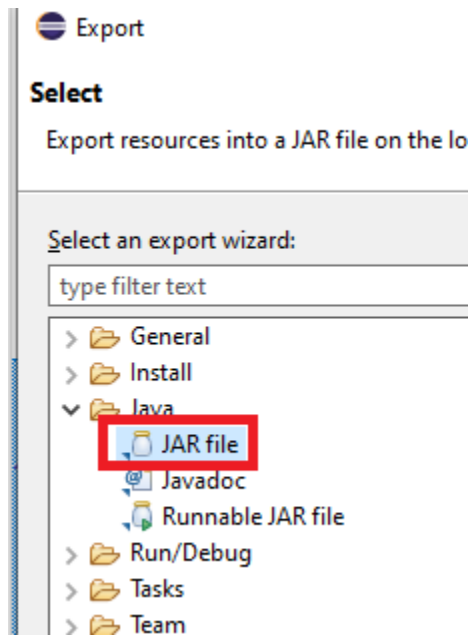 Export
Select
Export resources into a JAR file on the lo
Select an export wizard:
type filter text
General
Install
Java
JAR file
Javadoc
Runnable JAR file
Run/Debug
Tasks
Team